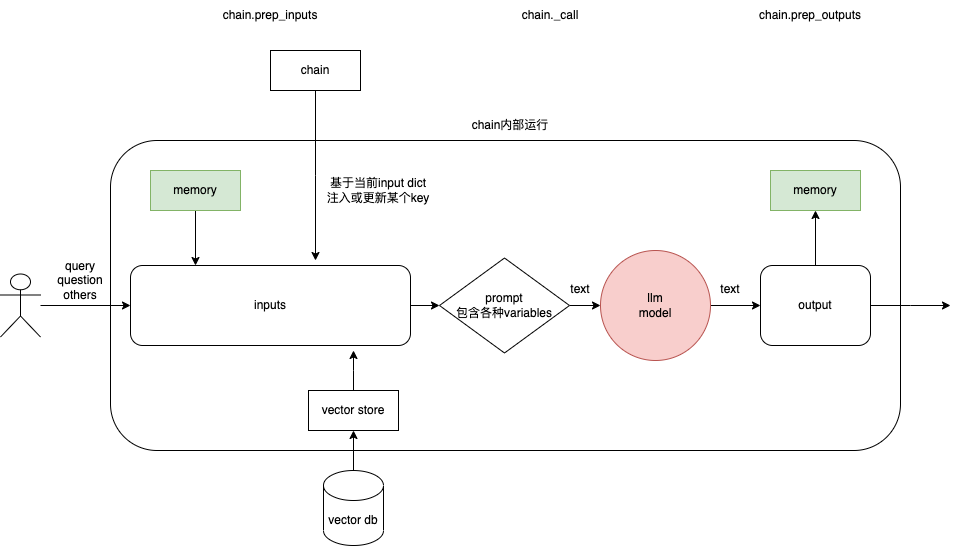 chain.prep_inputs
chain._call
chain.prep_outputs
chain
chain内部运行
memory
基于当前input dict
注入或更新某个key
memory
query
question
others
inputs
prompt
包含各种variables
text
llm
model
text
output
vector store
vector db